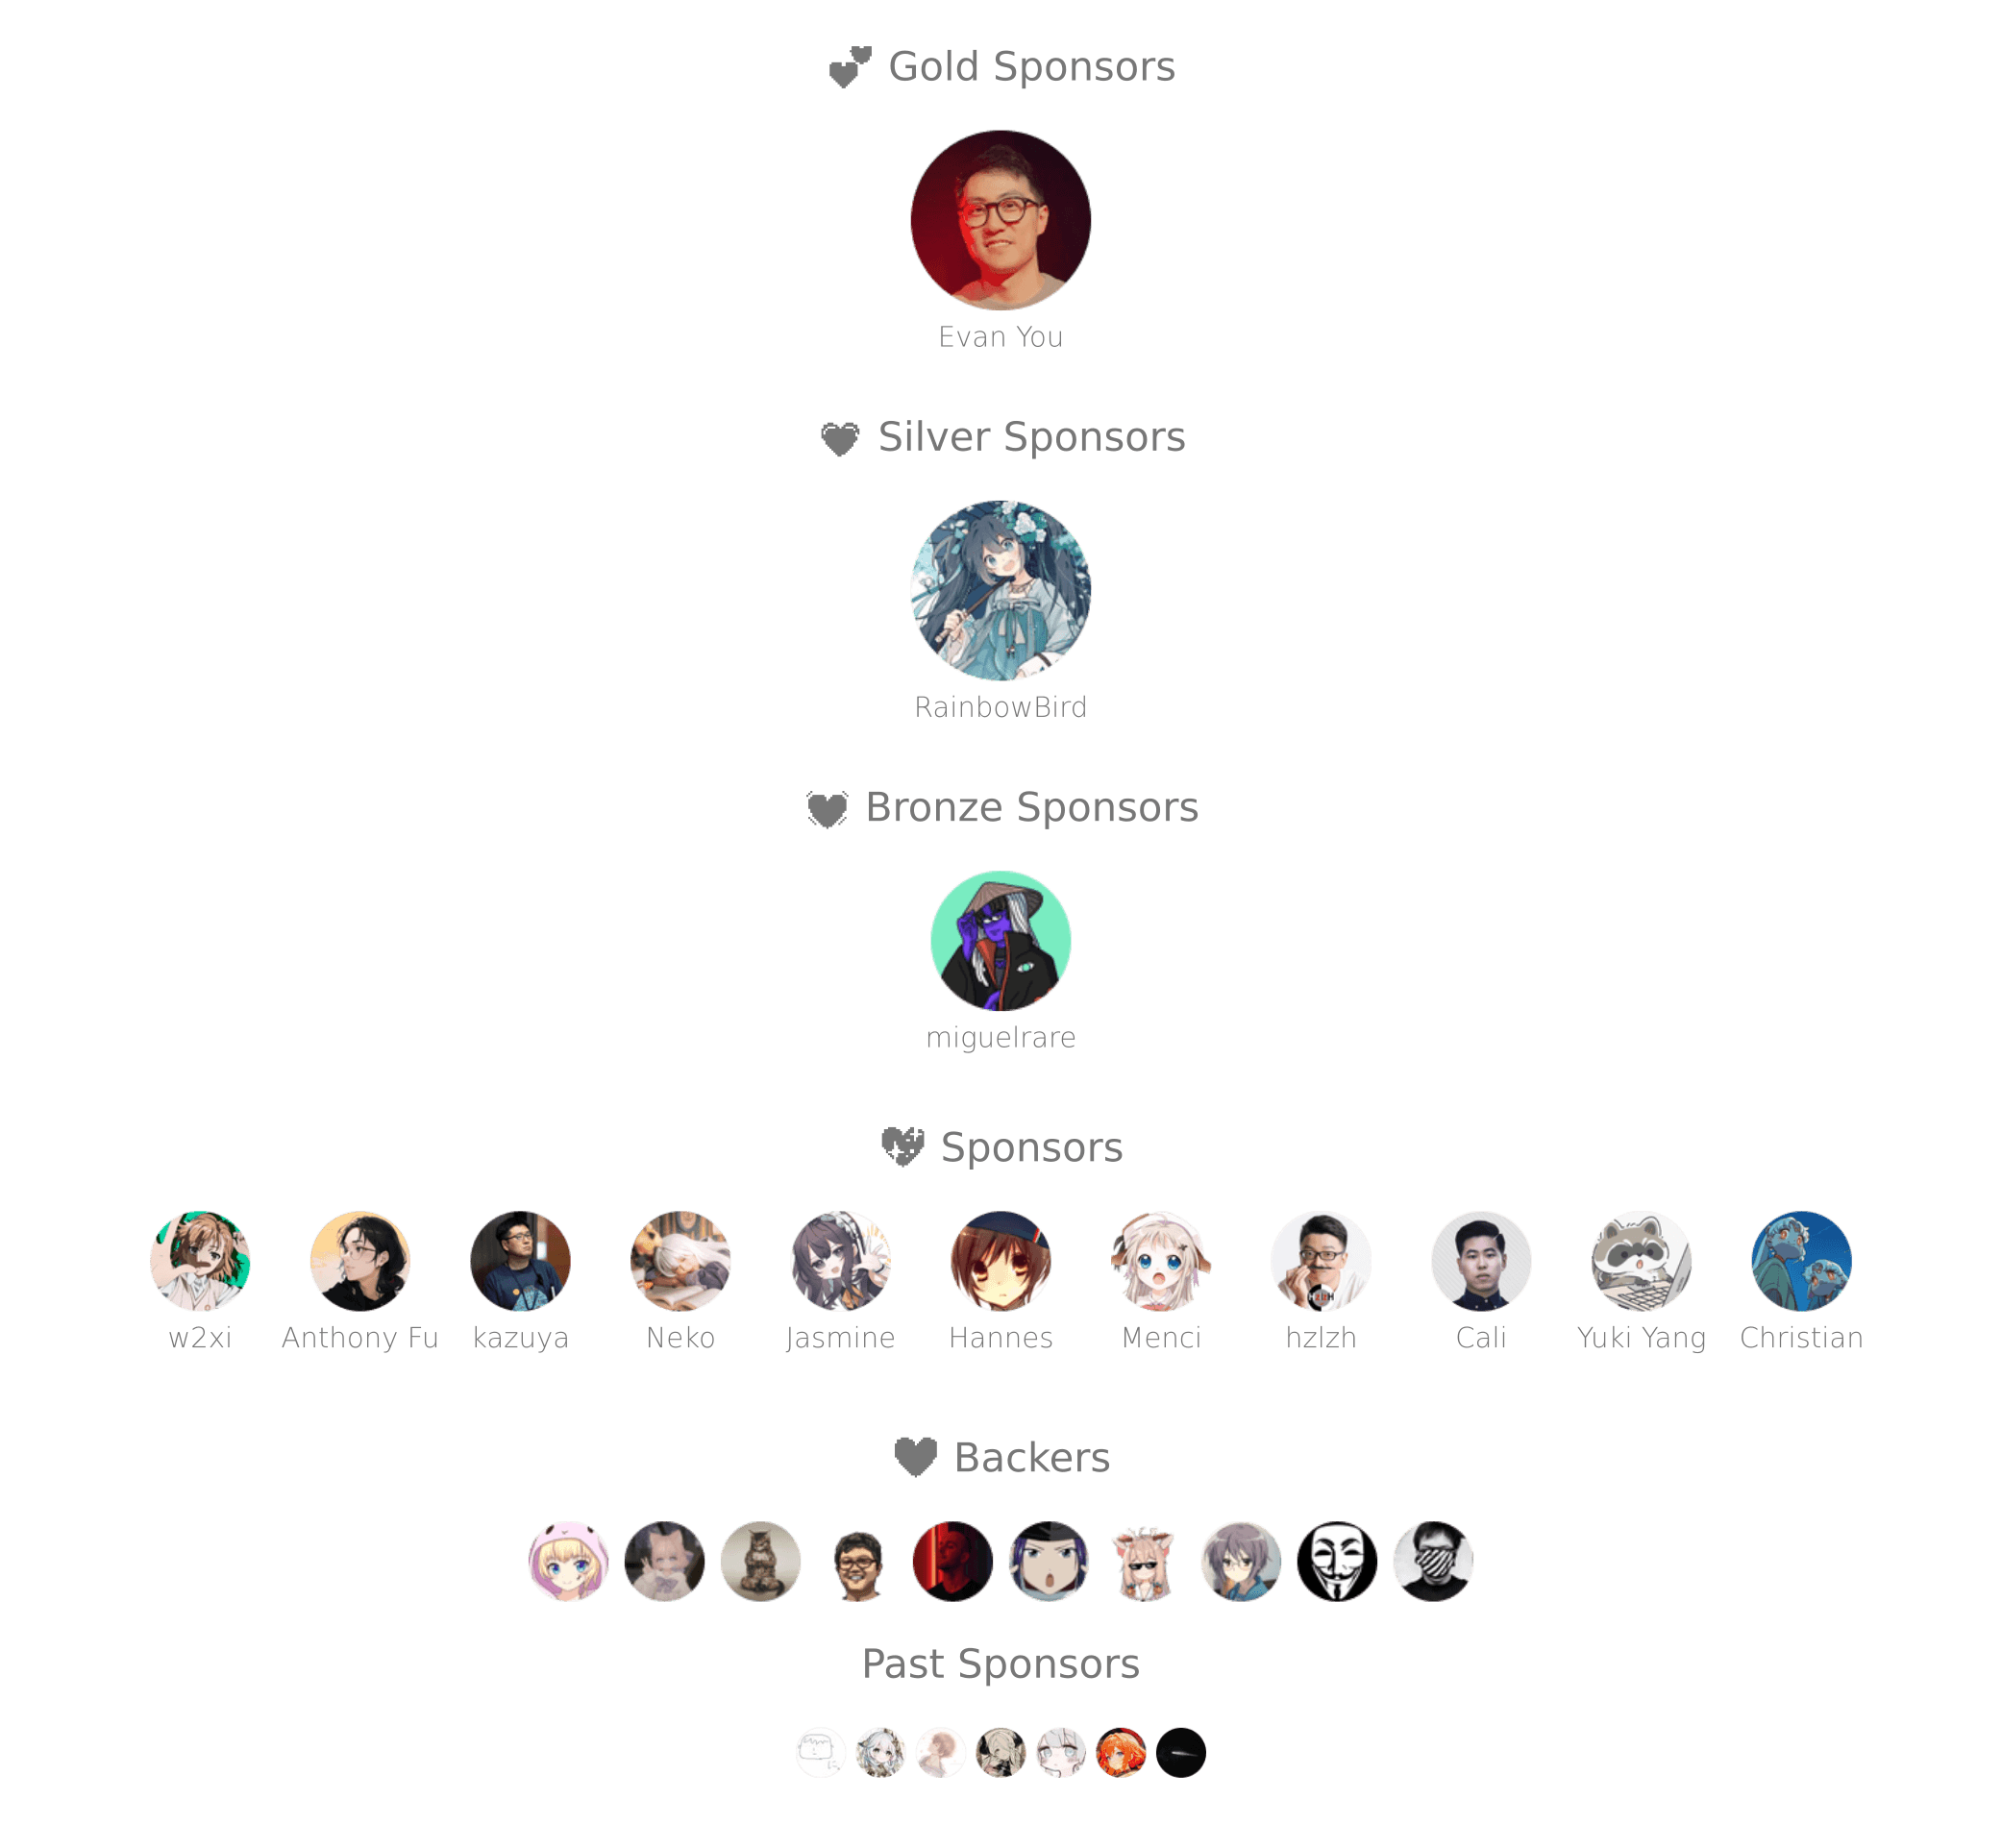 Gold Sponsors
Evan You
Silver Sponsors
RainbowBird
Bronze Sponsors
miguelrare
Sponsors
w2xi Anthony Fu kazuya Neko Jasmine Hannes Menci hzlzh Cali Yuki Yang Christian
Backers
Past Sponsors